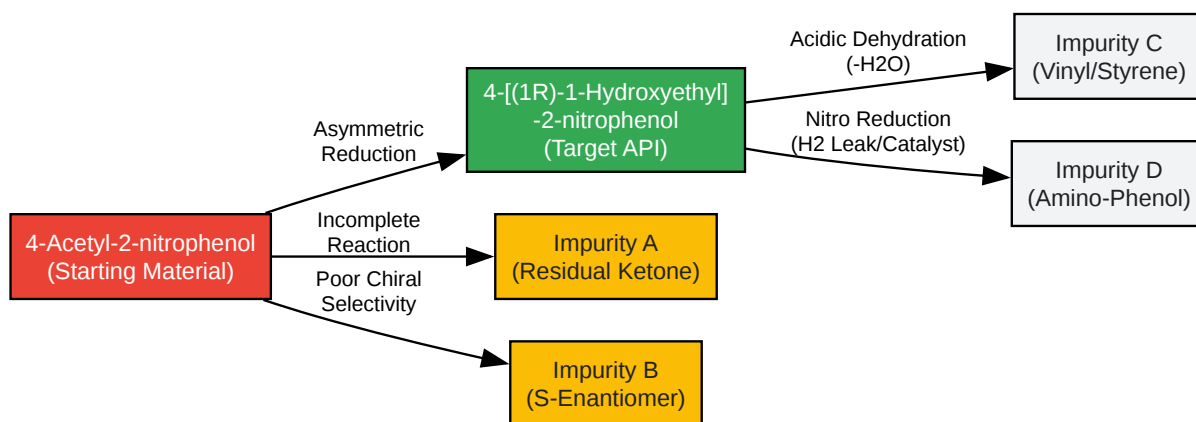 Acidic Dehydration
(-H2O)
Impurity C
(Vinyl/Styrene)
4-[(1R)-1-Hydroxyethyl]
-2-nitrophenol
(Target API)
Asymmetric
Reduction
Nitro Reduction
(H2 Leak/Catalyst)
Impurity D
(Amino-Phenol)
4-Acetyl-2-nitrophenol
(Starting Material)
Incomplete
Reaction
Impurity A
(Residual Ketone)
Poor Chiral
Selectivity
Impurity B
(S-Enantiomer)